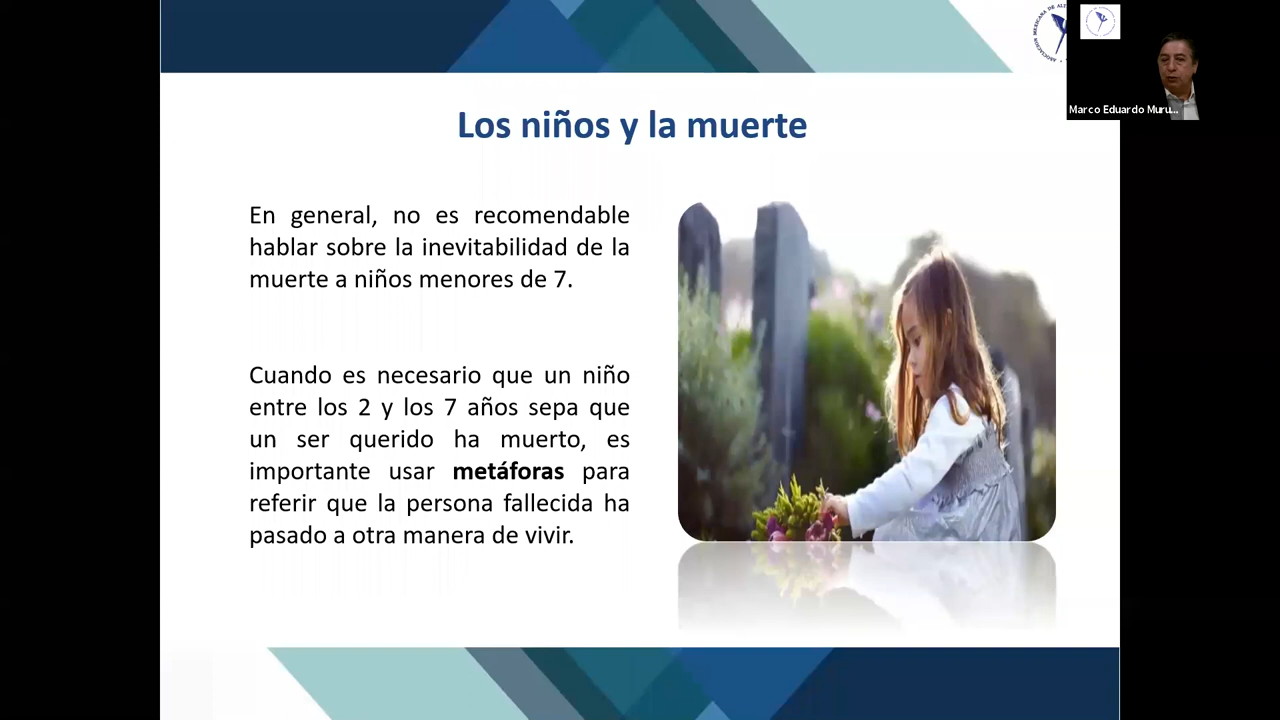 Los niños y la muerte
En general, no es recomendable
hablar sobre la inevitabilidad de la
muerte a niños menores de 7.
Cuando es necesario que un niño
entre los 2 y los 7 años sepa que
un ser querido ha muerto, es
importante usar metáforas para
referir que la persona fallecida ha
pasado a otra manera de vivir.
Marco Eduardo Muru...